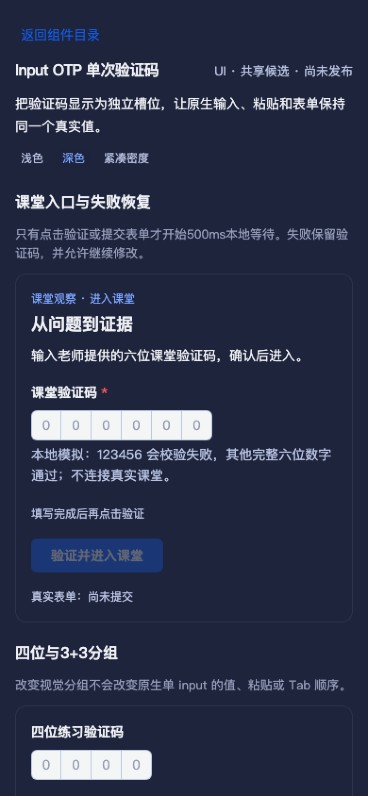 返回组件目录
Input OTP 单次验证码
UI · 共享候选 · 尚未发布
把验证码显示为独立槽位，让原生输入、粘贴和表单保持
同一个真实值。
浅色 深色 紧凑密度
课堂入口与失败恢复
只有点击验证或提交表单才开始500ms本地等待。失败保留验
证码，并允许继续修改。
课堂观察 · 进入课堂
从问题到证据
输入老师提供的六位课堂验证码，确认后进入。
课堂验证码 *
0 0 0 0 0 0
本地模拟：123456 会校验失败，其他完整六位数字
通过；不连接真实课堂。
填写完成后再点击验证
验证并进入课堂
真实表单：尚未提交
四位与3+3分组
改变视觉分组不会改变原生单 input 的值、粘贴或 Tab 顺序。
四位练习验证码
0 0 0 0